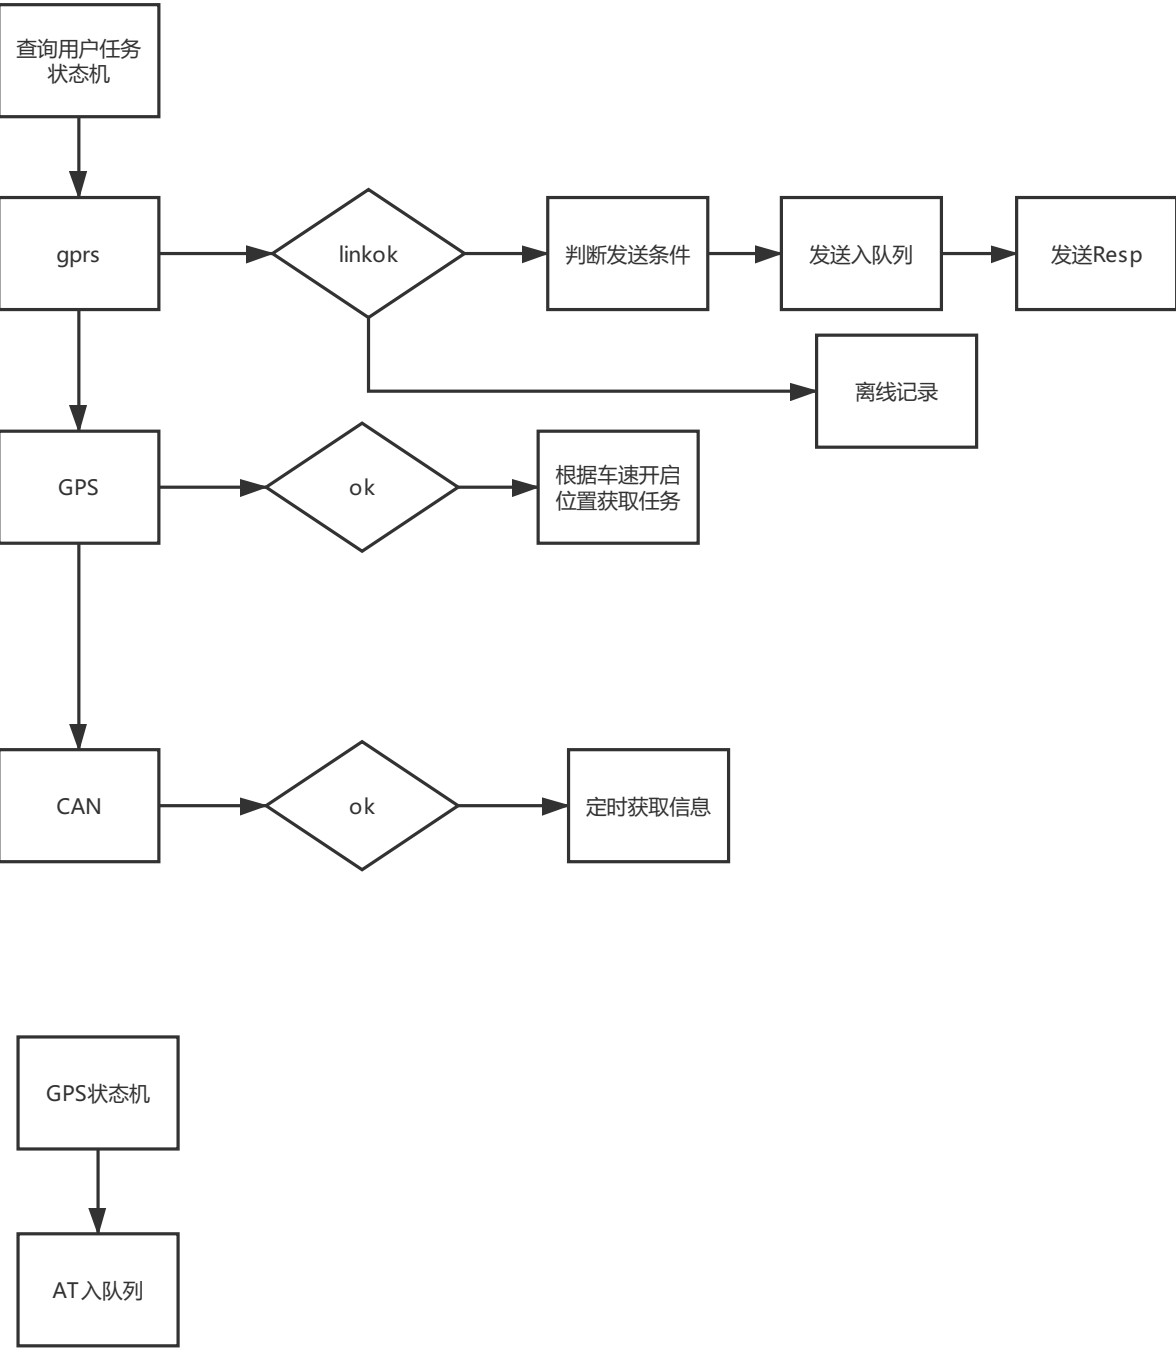 查询用户任务
状态机
gprs
linkok
判断发送条件
发送入队列
发送Resp
离线记录
GPS
ok
根据车速开启
位置获取任务
CAN
ok
定时获取信息
GPS状态机
AT入队列